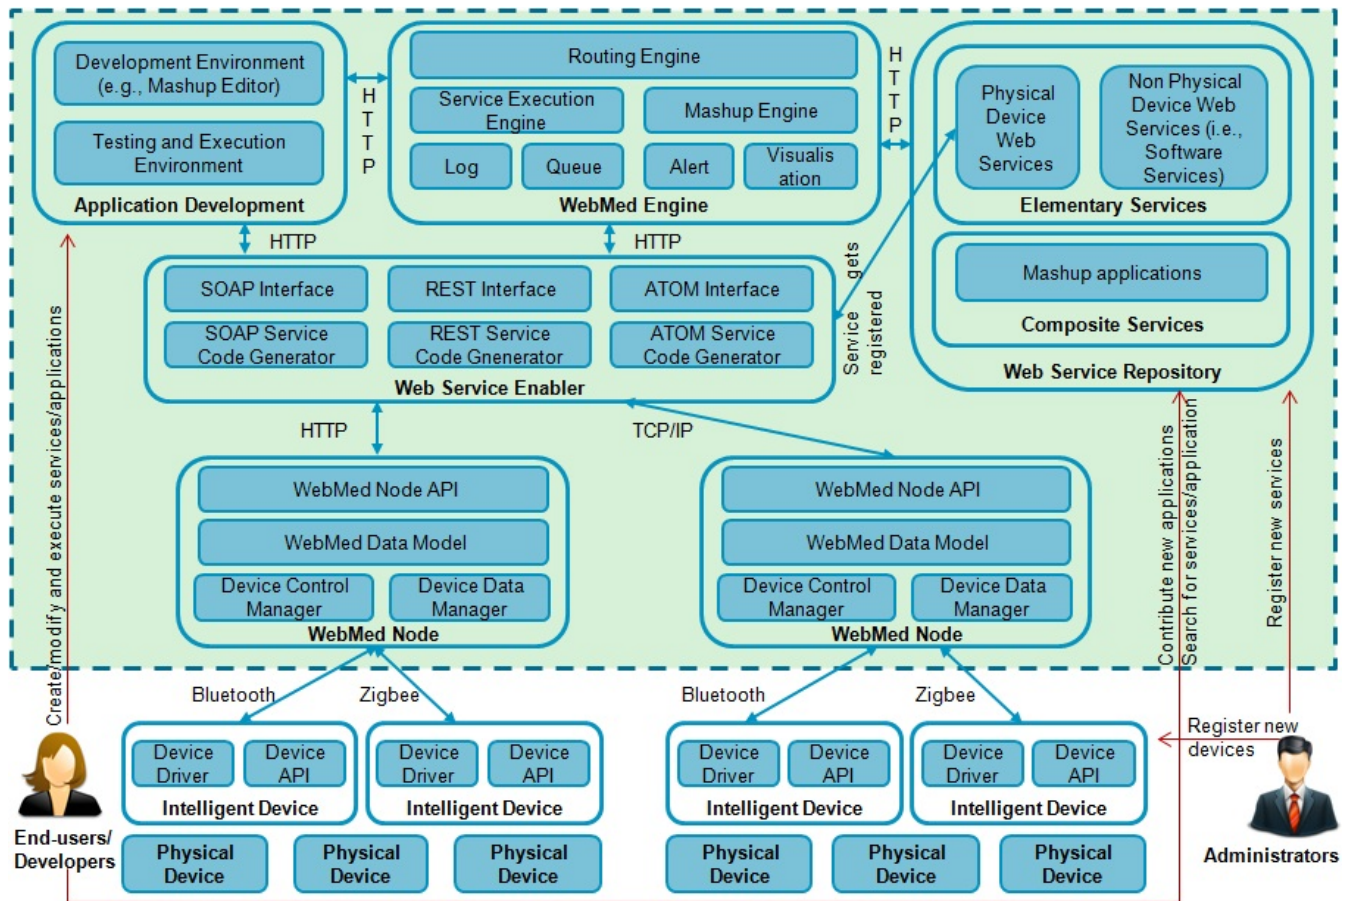 Development Environment
(e.g., Mashup Editor)
Testing and Execution
Environment
Application Development
HTTP
Routing Engine
Service Execution
Engine
Mashup Engine
Log
Queue
Alert
Visualis
ation
WebMed Engine
HTTP
Physical
Device
Web
Services
Non Physical
Device Web
Services (i.e.,
Software
Services)
Elementary Services
Mashup applications
Composite Services
Web Service Repository
HTTP
HTTP
Service gets
registered
SOAP Interface
REST Interface
ATOM Interface
SOAP Service
Code Generator
REST Service
Code Gnenerator
ATOM Service
Code Generator
Web Service Enabler
HTTP
TCP/IP
WebMed Node API
WebMed Data Model
Device Control
Manager
Device Data
Manager
WebMed Node
WebMed Node API
WebMed Data Model
Device Control
Manager
Device Data
Manager
WebMed Node
Create/modify and execute services/applications
Contribute new applications
Search for services/application
Register new services
Bluetooth
Zigbee
Bluetooth
Zigbee
Register new
devices
Device
Driver
Device
API
Intelligent Device
Device
Driver
Device
API
Intelligent Device
Device
Driver
Device
API
Intelligent Device
Device
Driver
Device
API
Intelligent Device
End-users/
Developers
Administrators
Physical
Device
Physical
Device
Physical
Device
Physical
Device
Physical
Device
Physical
Device